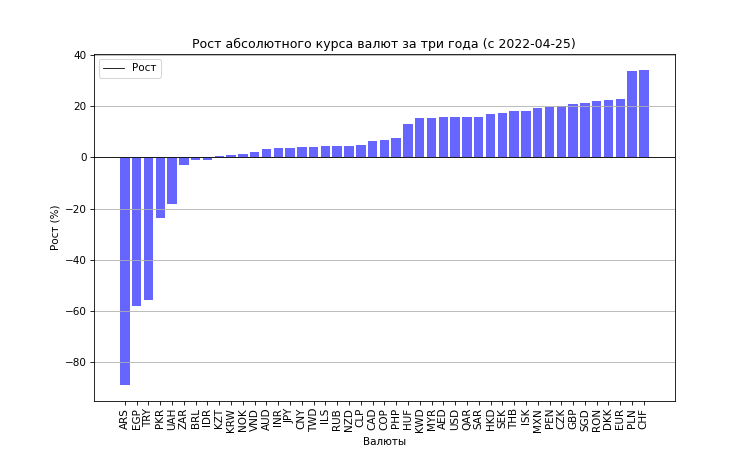 Рост абсолютного курса валют за три года (с 2022-04-25)
Рост
40
20
0
−20
−40
−60
−80
Рост (%)
ARS EGP TRY PKR UAH ZAR BRL IDR KZT KRW NOK VND AUD INR JPY CNY TWD ILS RUB NZD CLP CAD COP PHP HUF KWD MYR AED USD QAR SAR HKD SEK THB ISK MXN PEN CZK GBP SGD RON DKK EUR PLN CHF
Валюты